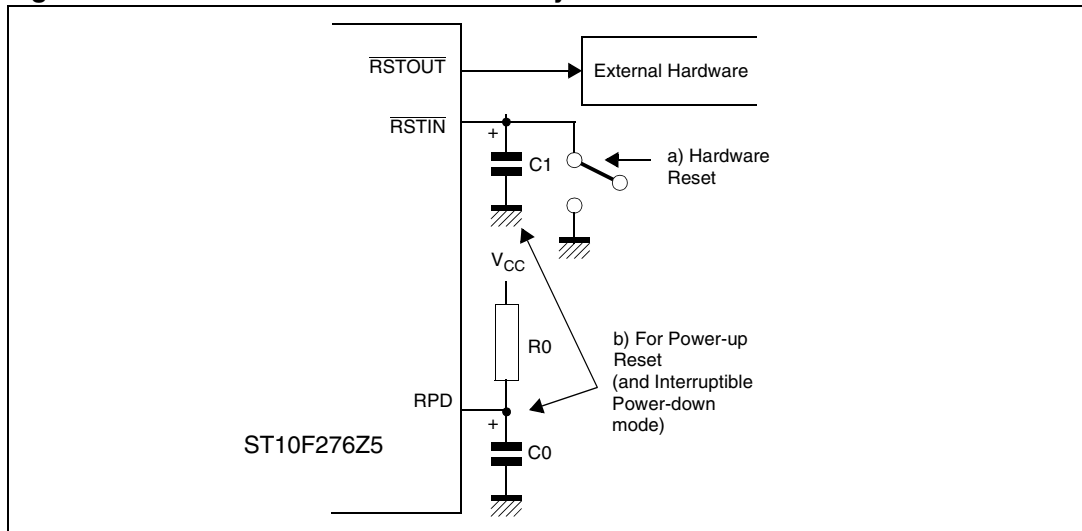 RSTOUT
External Hardware
RSTIN
+
C1
a) Hardware
Reset
VCC
R0
b) For Power-up
Reset
(and Interruptible
Power-down
mode)
RPD
+
ST10F276Z5
C0